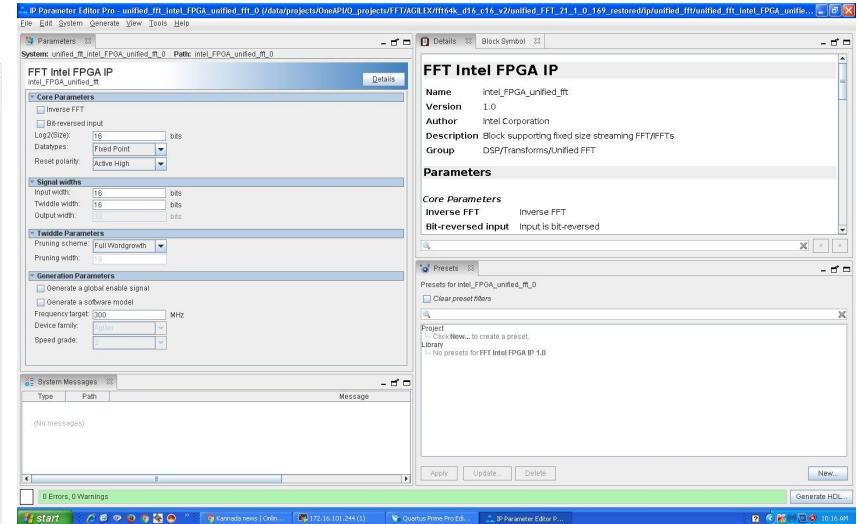 IP Parameter Editor Pro - unified_fft_intel_FPGA_unified_fft_0 (/data/projects/OneAPI/Q_projects/FFT/AGILEX/fft64k_d16_c16_v2/unified_FFT_21_1_0_169_restored/ip/unified_fft/unified_fft_intel_FPGA_unifie...
File Edit System Generate View Tools Help
Parameters
System: unified_fft_intel_FPGA_unified_fft_0 Path: intel_FPGA_unified_fft_0
FFT Intel FPGA IP
intel_FPGA_unified_fft
Details
Core Parameters
Inverse FFT
Bit-reversed input
Log2(Size): 16 bits
Datatypes: Fixed Point
Reset polarity: Active High
Signal widths
Input width: 16 bits
Twiddle width: 16 bits
Output width: bits
Twiddle Parameters
Pruning scheme: Full Wordgrowth
Pruning width:
Generation Parameters
Generate a global enable signal
Generate a software model
Frequency target: 300 MHz
Device family: Agilex
Speed grade:
System Messages
Type Path Message
(No messages)
Details Block Symbol
FFT Intel FPGA IP
Name intel_FPGA_unified_fft
Version 1.0
Author Intel Corporation
Description Block supporting fixed size streaming FFT/IFFTs
Group DSP/Transforms/Unified FFT
Parameters
Core Parameters
Inverse FFT Inverse FFT
Bit-reversed input Input is bit-reversed
Presets
Presets for intel_FPGA_unified_fft_0
Clear preset filters
Project
Click New... to create a preset.
Library
No presets for FFT Intel FPGA IP 1.0
Apply Update... Delete New...
0 Errors, 0 Warnings
Generate HDL...
start
Kannada news | Onlin...
172.16.101.244 (1)
Quartus Prime Pro Edi...
IP Parameter Editor P...
10:16 AM